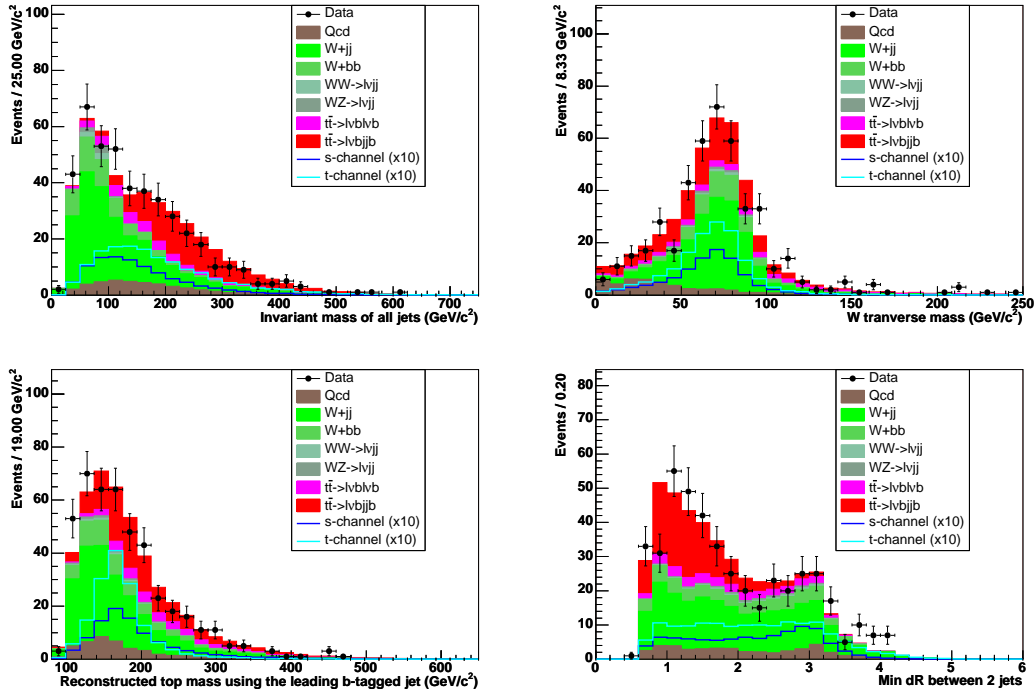 Events / 25.00 GeV/c²
100
80
60
40
20
0
0 100 200 300 400 500 600 700
Invariant mass of all jets (GeV/c²)
Data
Qcd
W+jj
W+bb
WW->lvjj
WZ->lvjj
tt̄->lvblvb
tt̄->lvbjjb
s-channel (x10)
t-channel (x10)
Events / 8.33 GeV/c²
100
80
60
40
20
0
0 50 100 150 200 250
W tranverse mass (GeV/c²)
Data
Qcd
W+jj
W+bb
WW->lvjj
WZ->lvjj
tt̄->lvblvb
tt̄->lvbjjb
s-channel (x10)
t-channel (x10)
Events / 19.00 GeV/c²
100
80
60
40
20
0
100 200 300 400 500 600
Reconstructed top mass using the leading b-tagged jet (GeV/c²)
Data
Qcd
W+jj
W+bb
WW->lvjj
WZ->lvjj
tt̄->lvblvb
tt̄->lvbjjb
s-channel (x10)
t-channel (x10)
Events / 0.20
80
70
60
50
40
30
20
10
0
0 1 2 3 4 5 6
Min dR between 2 jets
Data
Qcd
W+jj
W+bb
WW->lvjj
WZ->lvjj
tt̄->lvblvb
tt̄->lvbjjb
s-channel (x10)
t-channel (x10)